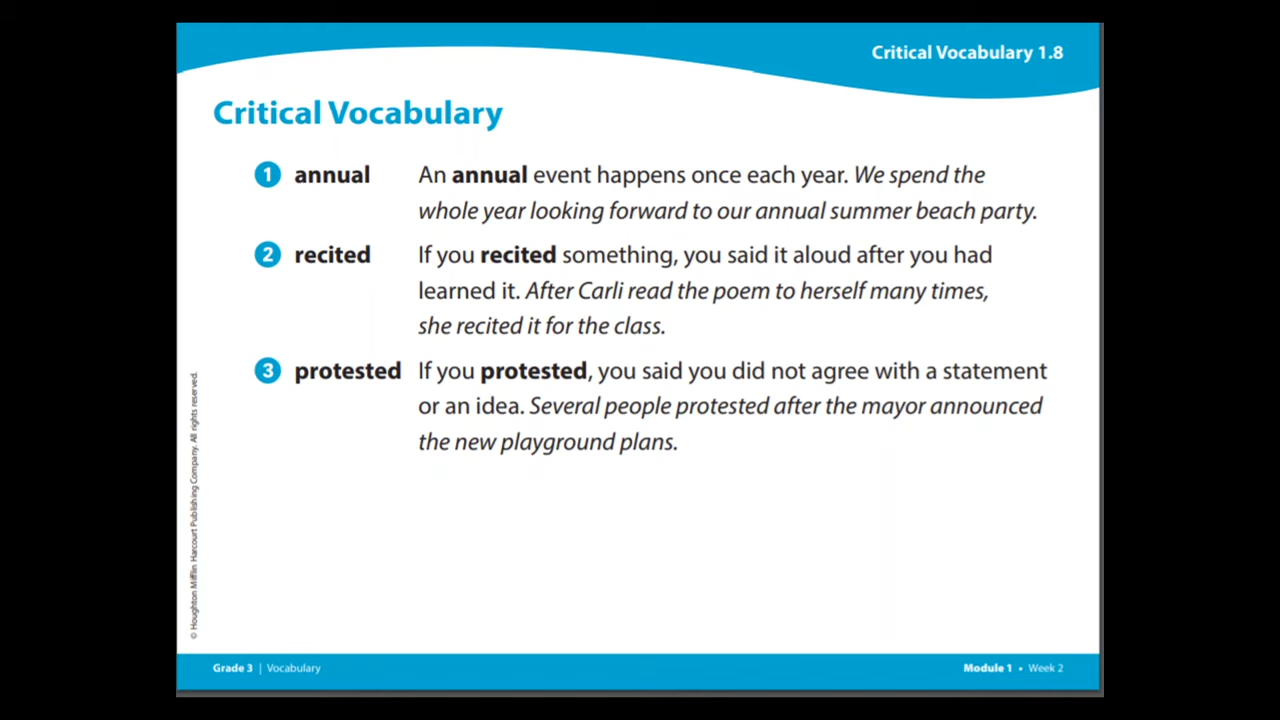 Critical Vocabulary 1.8
Critical Vocabulary
1 annual An annual event happens once each year. We spend the
whole year looking forward to our annual summer beach party.
2 recited If you recited something, you said it aloud after you had
learned it. After Carli read the poem to herself many times,
she recited it for the class.
3 protested If you protested, you said you did not agree with a statement
or an idea. Several people protested after the mayor announced
the new playground plans.
© Houghton Mifflin Harcourt Publishing Company. All rights reserved.
Grade 3 | Vocabulary
Module 1 • Week 2